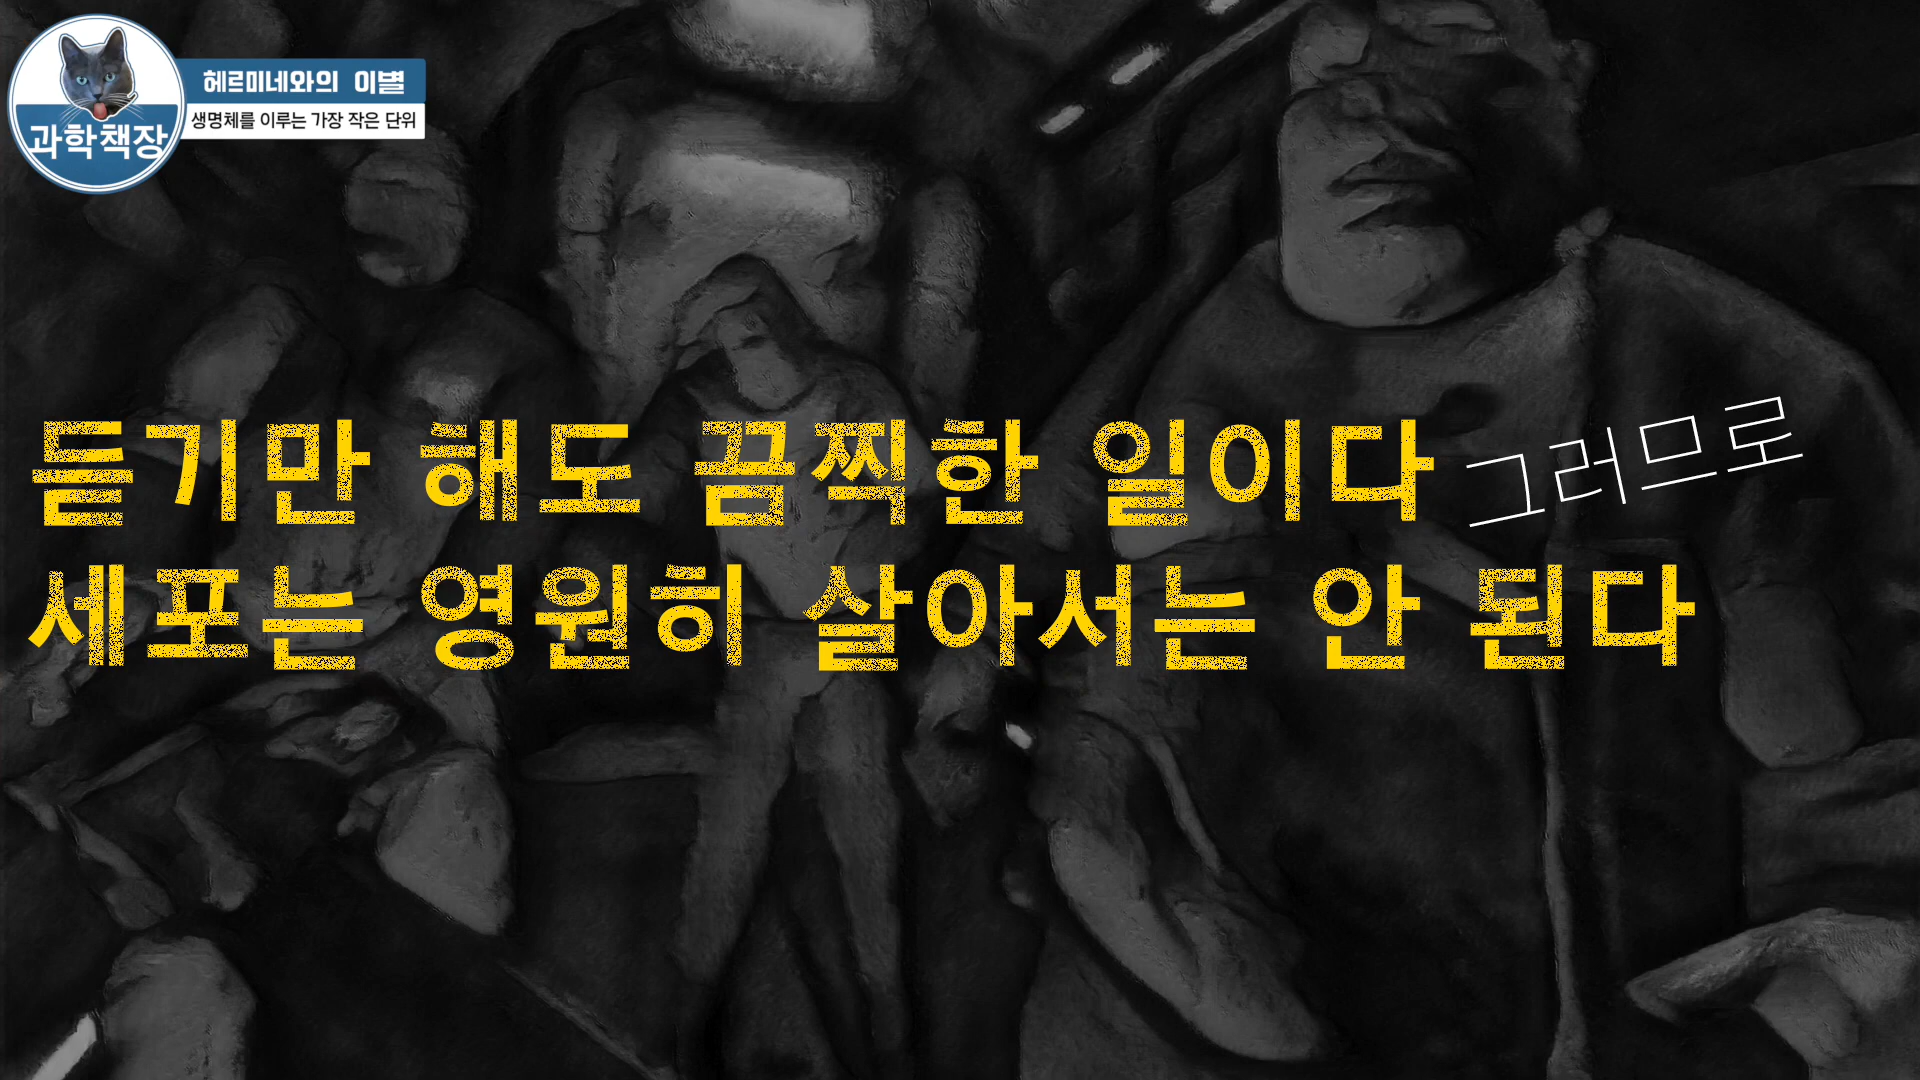 헤르미네와의 이별
생명체를 이루는 가장 작은 단위
과학책장
듣기만 해도 끔찍한 일이다 그러므로
세포는 영원히 살아서는 안 된다